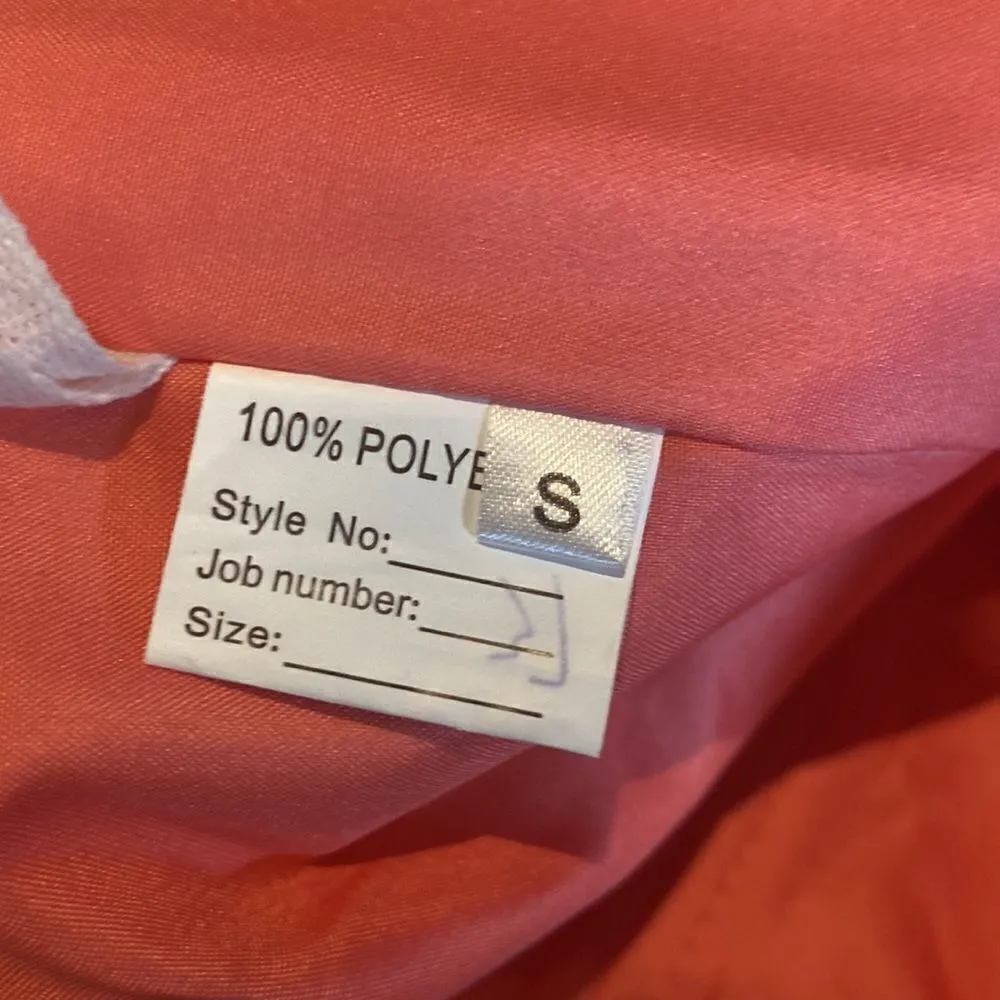 100% POLYE
S
Style No:
Job number:
Size: